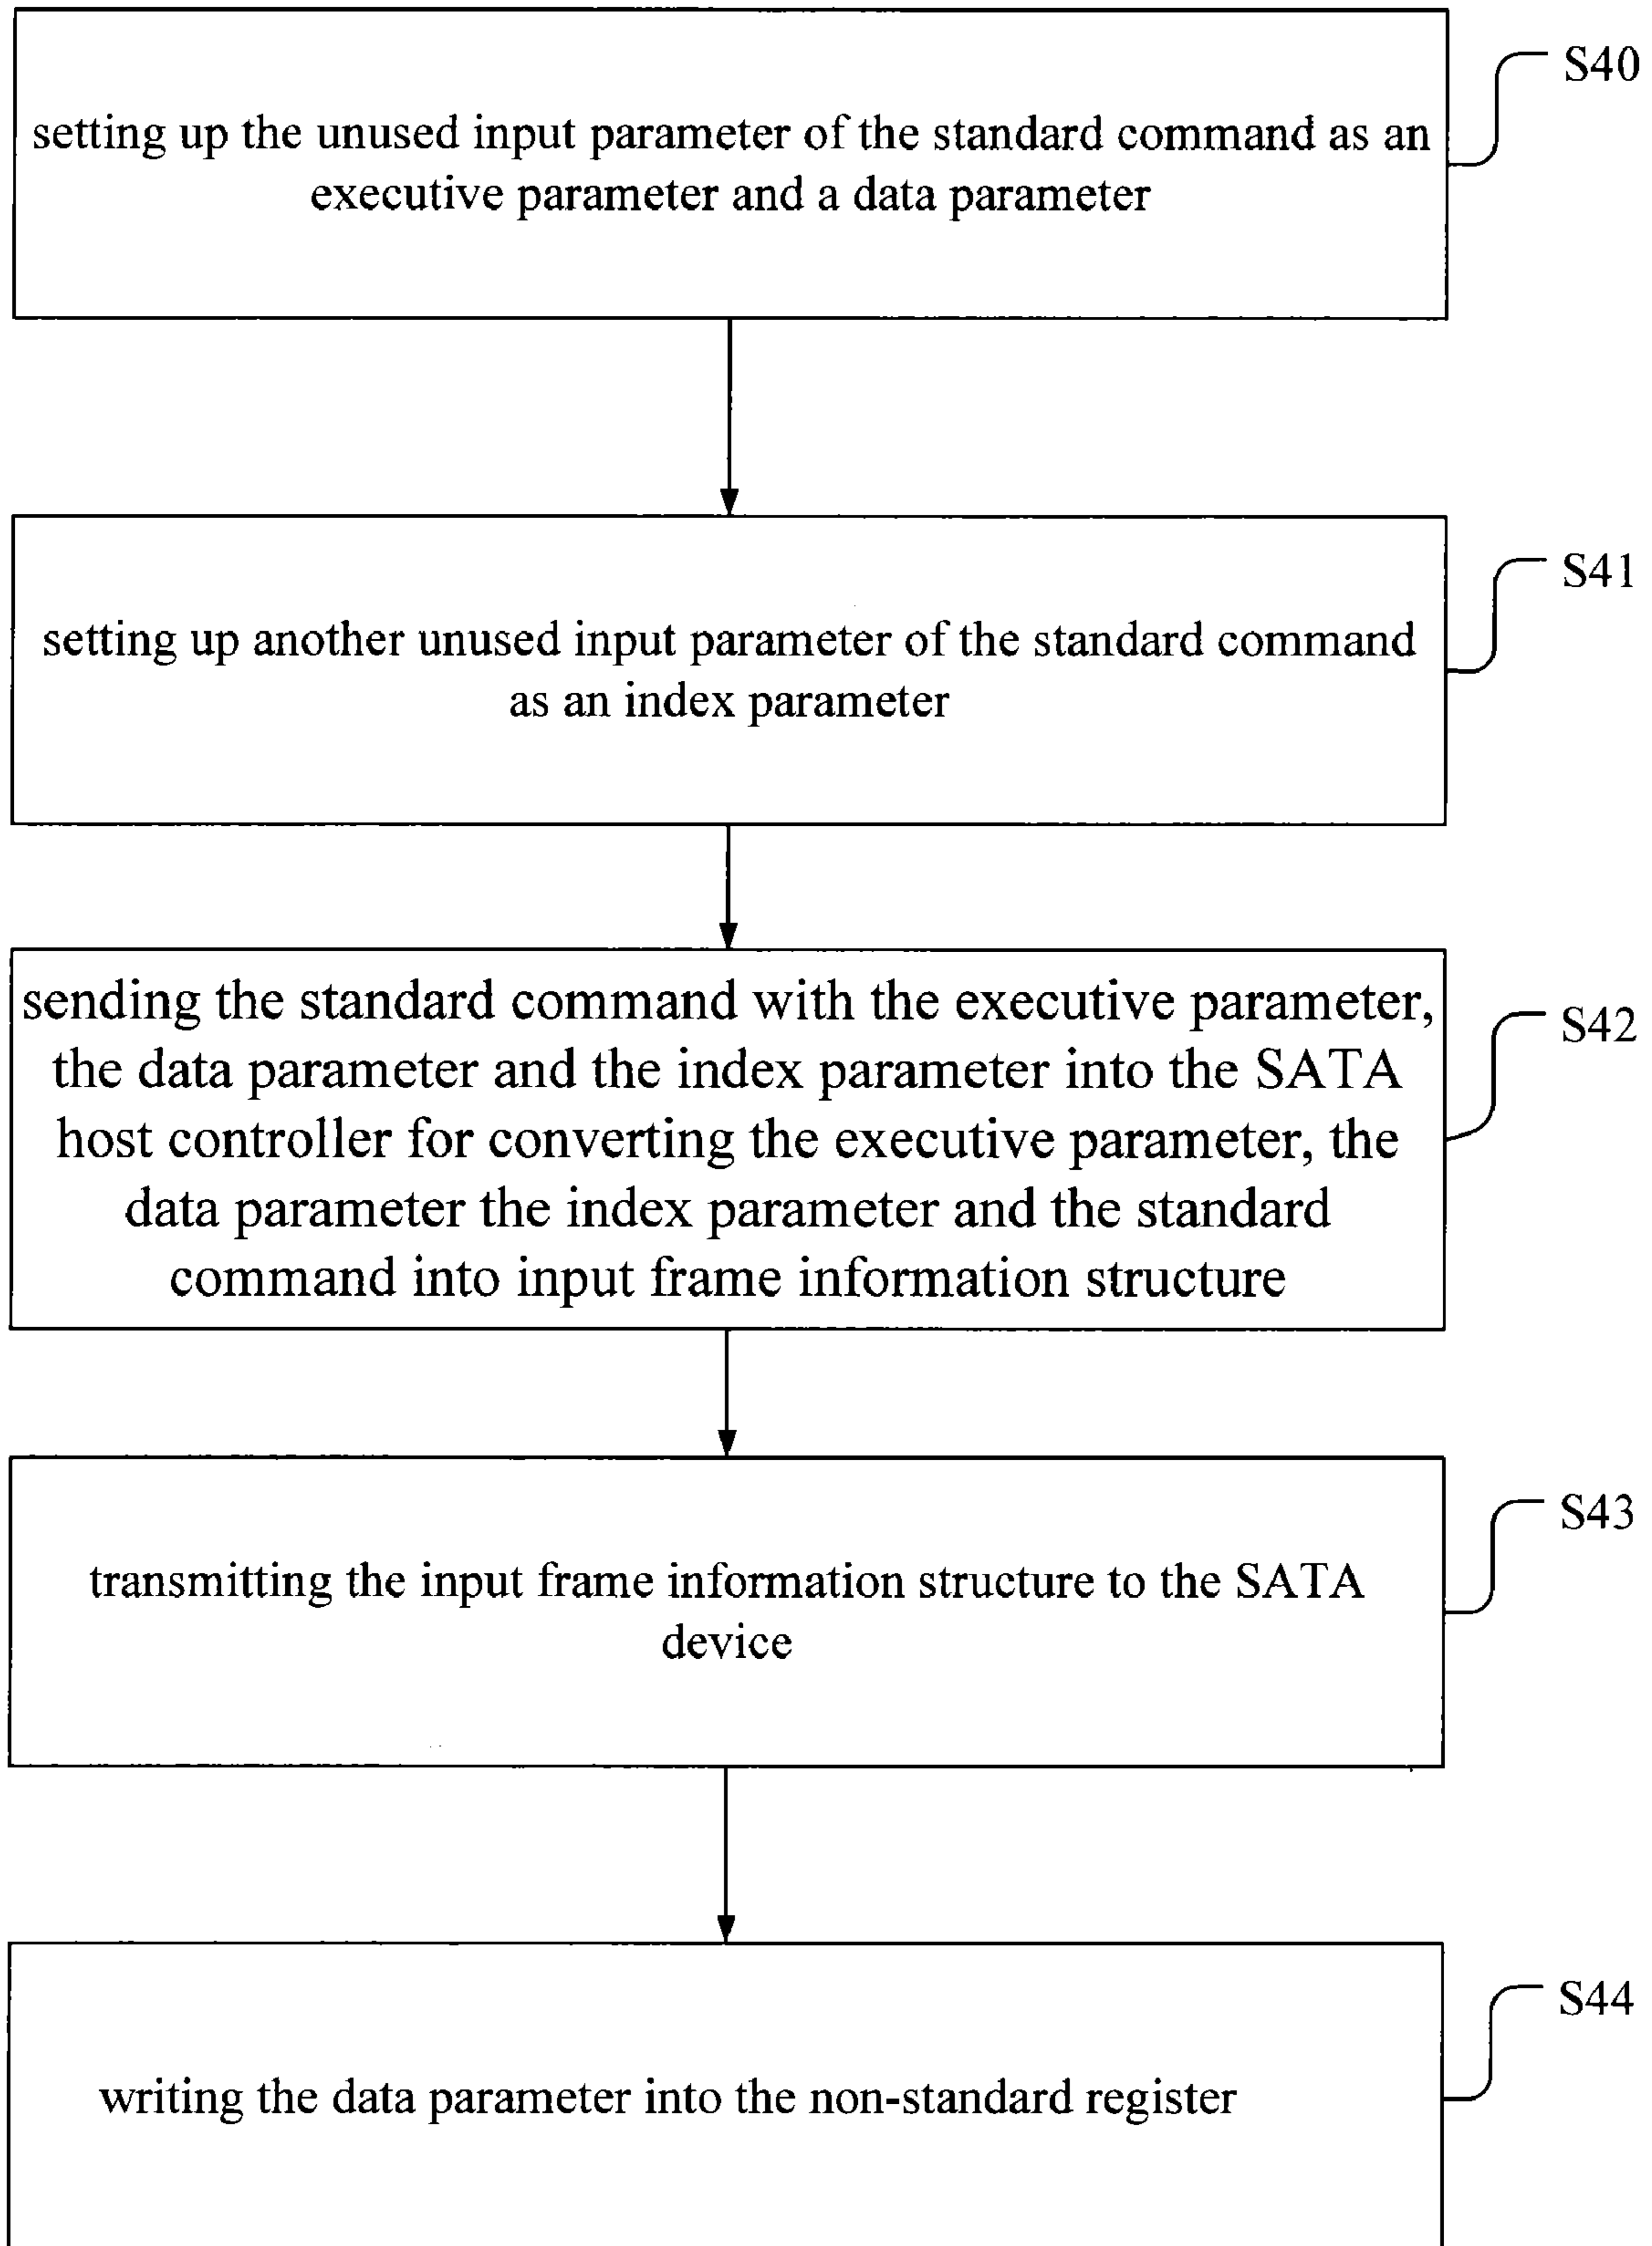 S40
setting up the unused input parameter of the standard command as an
executive parameter and a data parameter
S41
setting up another unused input parameter of the standard command
as an index parameter
S42
sending the standard command with the executive parameter,
the data parameter and the index parameter into the SATA
host controller for converting the executive parameter, the
data parameter the index parameter and the standard
command into input frame information structure
S43
transmitting the input frame information structure to the SATA
device
S44
writing the data parameter into the non-standard register